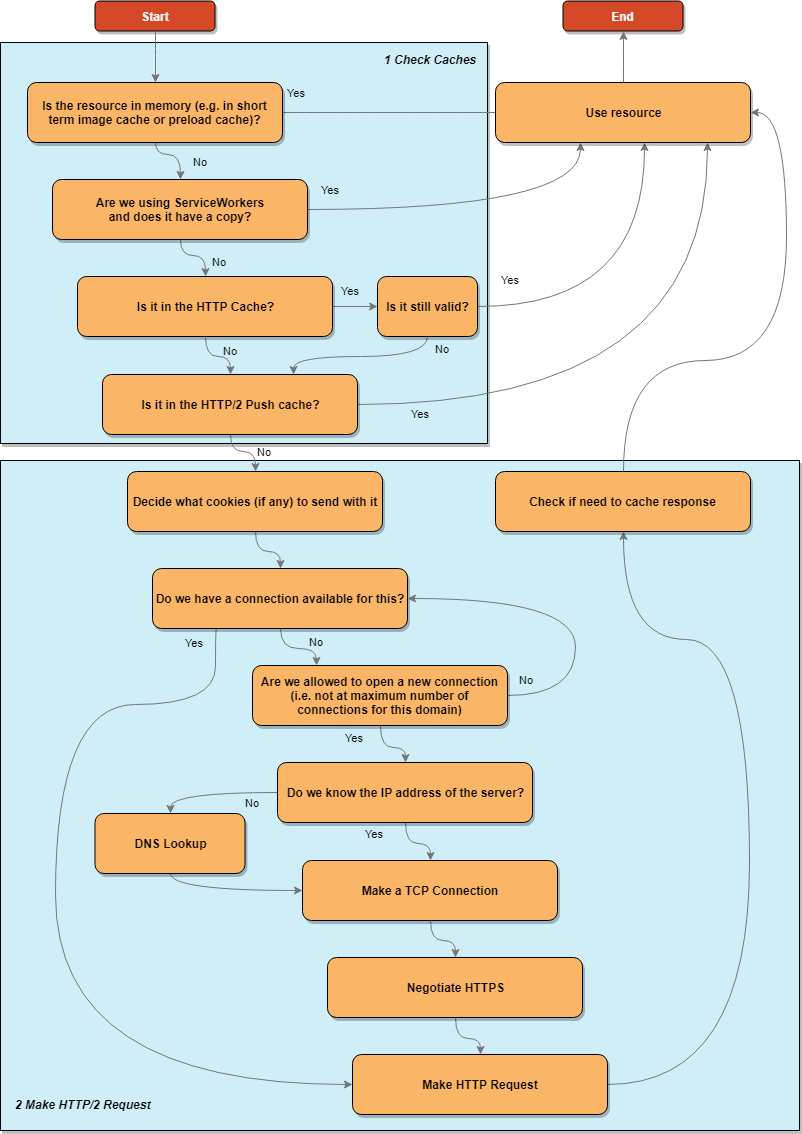 Start
End
1 Check Caches
Is the resource in memory (e.g. in short
term image cache or preload cache)?
Yes
Use resource
No
Are we using ServiceWorkers
and does it have a copy?
Yes
No
Is it in the HTTP Cache?
Yes
Is it still valid?
Yes
No
No
Is it in the HTTP/2 Push cache?
Yes
No
Decide what cookies (if any) to send with it
Check if need to cache response
Do we have a connection available for this?
Yes
No
Are we allowed to open a new connection
(i.e. not at maximum number of
connections for this domain)
No
Yes
Do we know the IP address of the server?
No
Yes
DNS Lookup
Make a TCP Connection
Negotiate HTTPS
Make HTTP Request
2 Make HTTP/2 Request